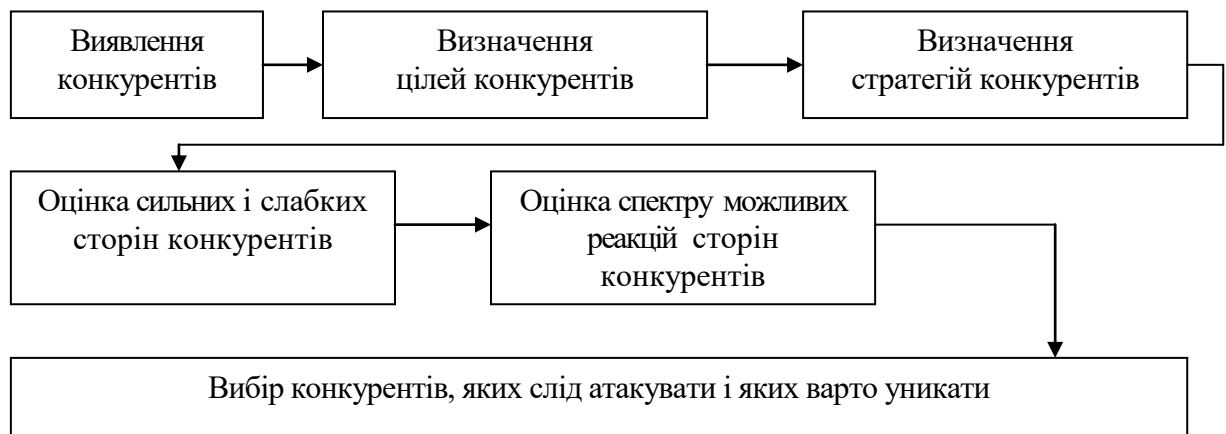 Виявлення
конкурентів
Визначення
цілей конкурентів
Визначення
стратегій конкурентів
Оцінка сильних і слабких
сторін конкурентів
Оцінка спектру можливих
реакцій сторін
конкурентів
Вибір конкурентів, яких слід атакувати і яких варто уникати